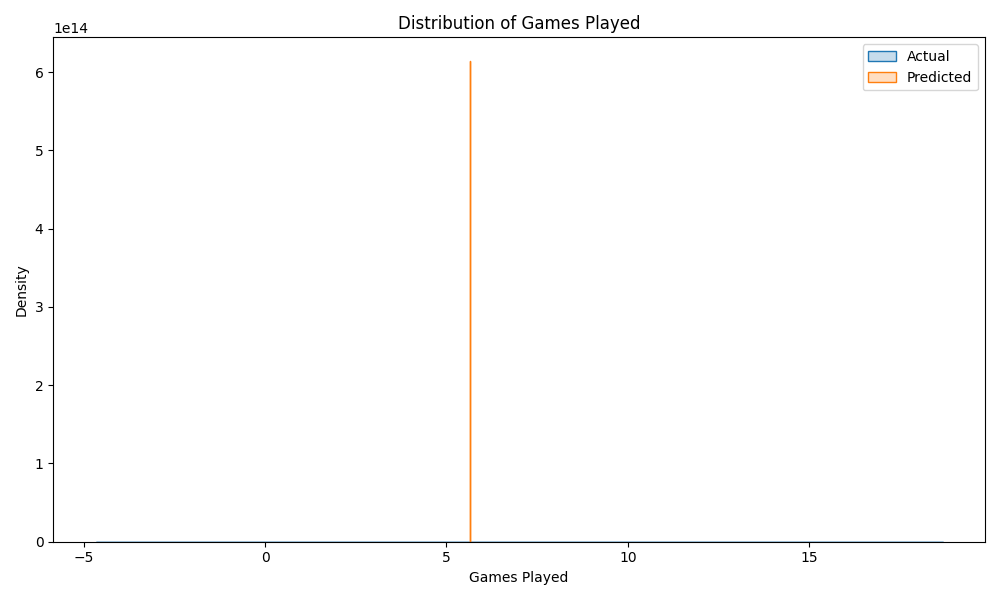 Distribution of Games Played
1e14
Actual
Predicted
6
5
4
3
2
1
0
Density
−5
0
5
10
15
Games Played